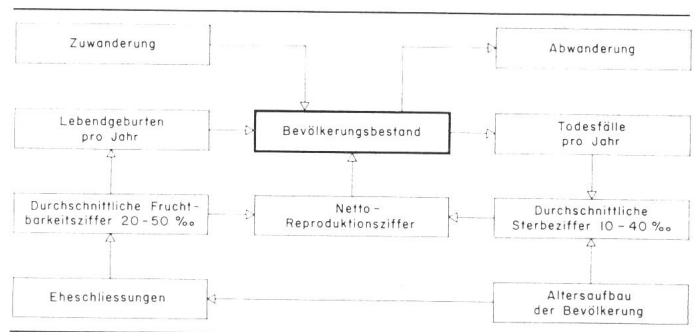 Zuwanderung
Abwanderung
Lebendgeburten
pro Jahr
Bevölkerungsbestand
Todesfälle
pro Jahr
Durchschnittliche Frucht-
barkeitsziffer 20-50 ‰
Netto-
Reproduktionsziffer
Durchschnittliche
Sterbeziffer 10-40 ‰
Eheschliessungen
Altersaufbau
der Bevölkerung